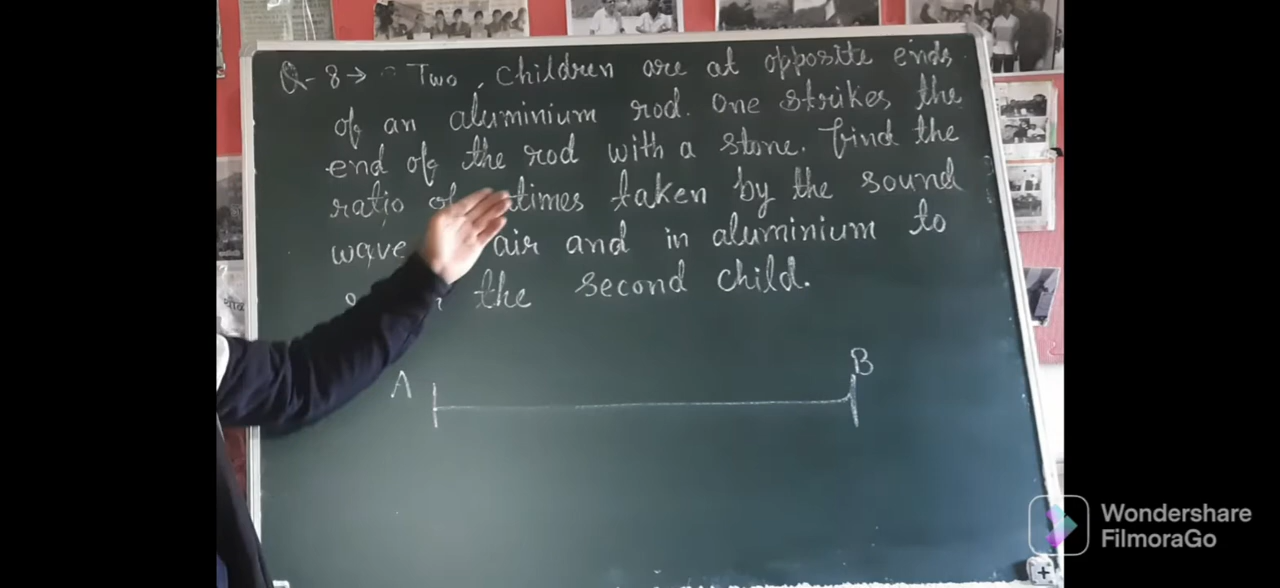 Q-8→ Two children are at opposite ends
of an aluminium rod. One strikes the
end of the rod with a stone. find the
ratio of times taken by the sound
wave air and in aluminium to
the second child.
A
B
Wondershare
FilmoraGo